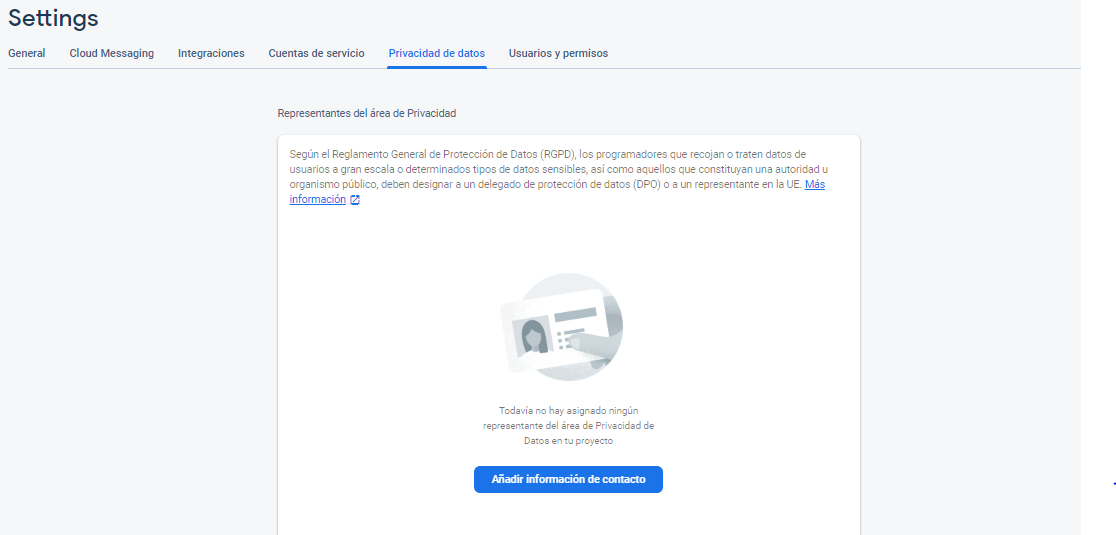 Settings
General Cloud Messaging Integraciones Cuentas de servicio Privacidad de datos Usuarios y permisos
Representantes del área de Privacidad
Según el Reglamento General de Protección de Datos (RGPD), los programadores que recojan o traten datos de
usuarios a gran escala o determinados tipos de datos sensibles, así como aquellos que constituyan una autoridad u
organismo público, deben designar a un delegado de protección de datos (DPO) o a un representante en la UE. Más
información
Todavía no hay asignado ningún
representante del área de Privacidad de
Datos en tu proyecto
Añadir información de contacto